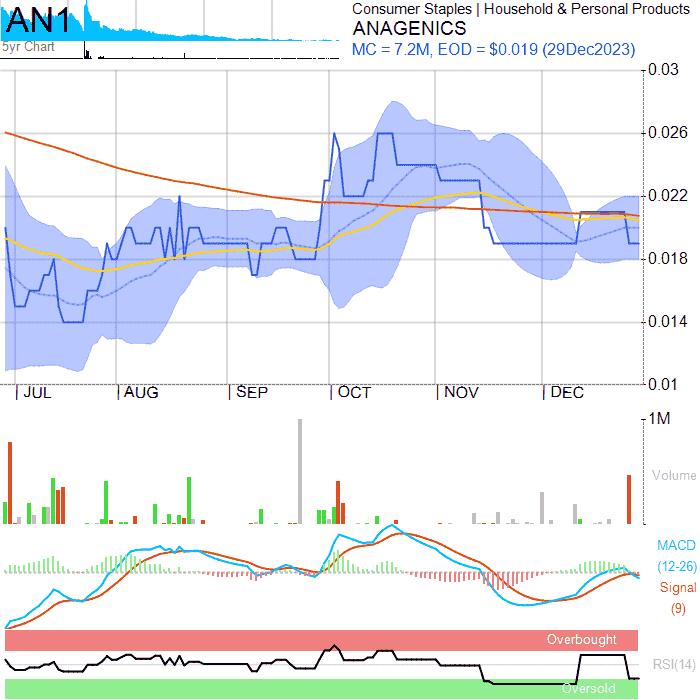 AN1
5yr Chart
Consumer Staples | Household & Personal Products
ANAGENICS
MC = 7.2M, EOD = $0.019 (29Dec2023)
0.03
0.026
0.022
0.018
0.014
0.01
| JUL | AUG | SEP | OCT | NOV | DEC
1M
Volume
MACD
(12-26)
Signal
(9)
Overbought
RSI(14)
Oversold